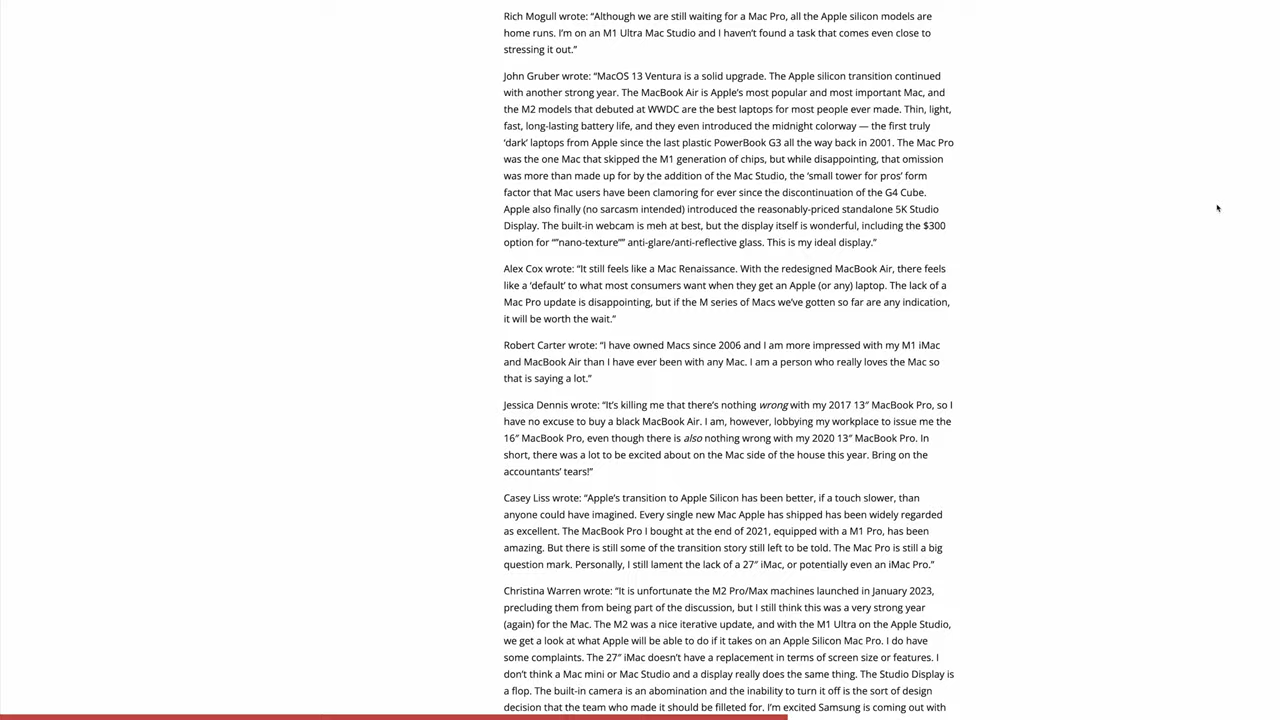 Rich Mogull wrote: “Although we are still waiting for a Mac Pro, all the Apple silicon models are
home runs. I’m on an M1 Ultra Mac Studio and I haven’t found a task that comes even close to
stressing it out.”
John Gruber wrote: “MacOS 13 Ventura is a solid upgrade. The Apple silicon transition continued
with another strong year. The MacBook Air is Apple’s most popular and most important Mac, and
the M2 models that debuted at WWDC are the best laptops for most people ever made. Thin, light,
fast, long-lasting battery life, and they even introduced the midnight colorway — the first truly
‘dark’ laptops from Apple since the last plastic PowerBook G3 all the way back in 2001. The Mac Pro
was the one Mac that skipped the M1 generation of chips, but while disappointing, that omission
was more than made up for by the addition of the Mac Studio, the ‘small tower for pros’ form
factor that Mac users have been clamoring for ever since the discontinuation of the G4 Cube.
Apple also finally (no sarcasm intended) introduced the reasonably-priced standalone 5K Studio
Display. The built-in webcam is meh at best, but the display itself is wonderful, including the $300
option for “”nano-texture”” anti-glare/anti-reflective glass. This is my ideal display.”
Alex Cox wrote: “It still feels like a Mac Renaissance. With the redesigned MacBook Air, there feels
like a ‘default’ to what most consumers want when they get an Apple (or any) laptop. The lack of a
Mac Pro update is disappointing, but if the M series of Macs we’ve gotten so far are any indication,
it will be worth the wait.”
Robert Carter wrote: “I have owned Macs since 2006 and I am more impressed with my M1 iMac
and MacBook Air than I have ever been with any Mac. I am a person who really loves the Mac so
that is saying a lot.”
Jessica Dennis wrote: “It’s killing me that there’s nothing wrong with my 2017 13″ MacBook Pro, so I
have no excuse to buy a black MacBook Air. I am, however, lobbying my workplace to issue me the
16″ MacBook Pro, even though there is also nothing wrong with my 2020 13″ MacBook Pro. In
short, there was a lot to be excited about on the Mac side of the house this year. Bring on the
accountants’ tears!”
Casey Liss wrote: “Apple’s transition to Apple Silicon has been better, if a touch slower, than
anyone could have imagined. Every single new Mac Apple has shipped has been widely regarded
as excellent. The MacBook Pro I bought at the end of 2021, equipped with a M1 Pro, has been
amazing. But there is still some of the transition story still left to be told. The Mac Pro is still a big
question mark. Personally, I still lament the lack of a 27″ iMac, or potentially even an iMac Pro.”
Christina Warren wrote: “It is unfortunate the M2 Pro/Max machines launched in January 2023,
precluding them from being part of the discussion, but I still think this was a very strong year
(again) for the Mac. The M2 was a nice iterative update, and with the M1 Ultra on the Apple Studio,
we get a look at what Apple will be able to do if it takes on an Apple Silicon Mac Pro. I do have
some complaints. The 27″ iMac doesn’t have a replacement in terms of screen size or features. I
don’t think a Mac mini or Mac Studio and a display really does the same thing. The Studio Display is
a flop. The built-in camera is an abomination and the inability to turn it off is the sort of design
decision that the team who made it should be filleted for. I’m excited Samsung is coming out with